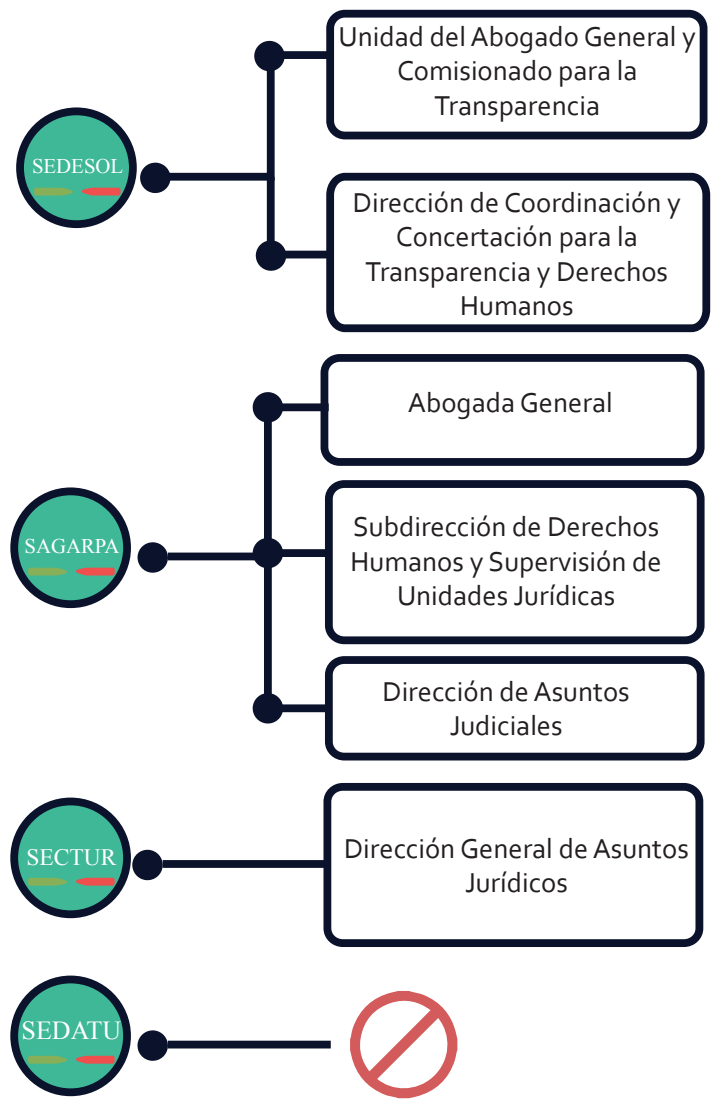 Unidad del Abogado General y
Comisionado para la
Transparencia
SEDESOL
Dirección de Coordinación y
Concertación para la
Transparencia y Derechos
Humanos
Abogada General
SAGARPA
Subdirección de Derechos
Humanos y Supervisión de
Unidades Jurídicas
Dirección de Asuntos
Judiciales
SECTUR
Dirección General de Asuntos
Jurídicos
SEDATU